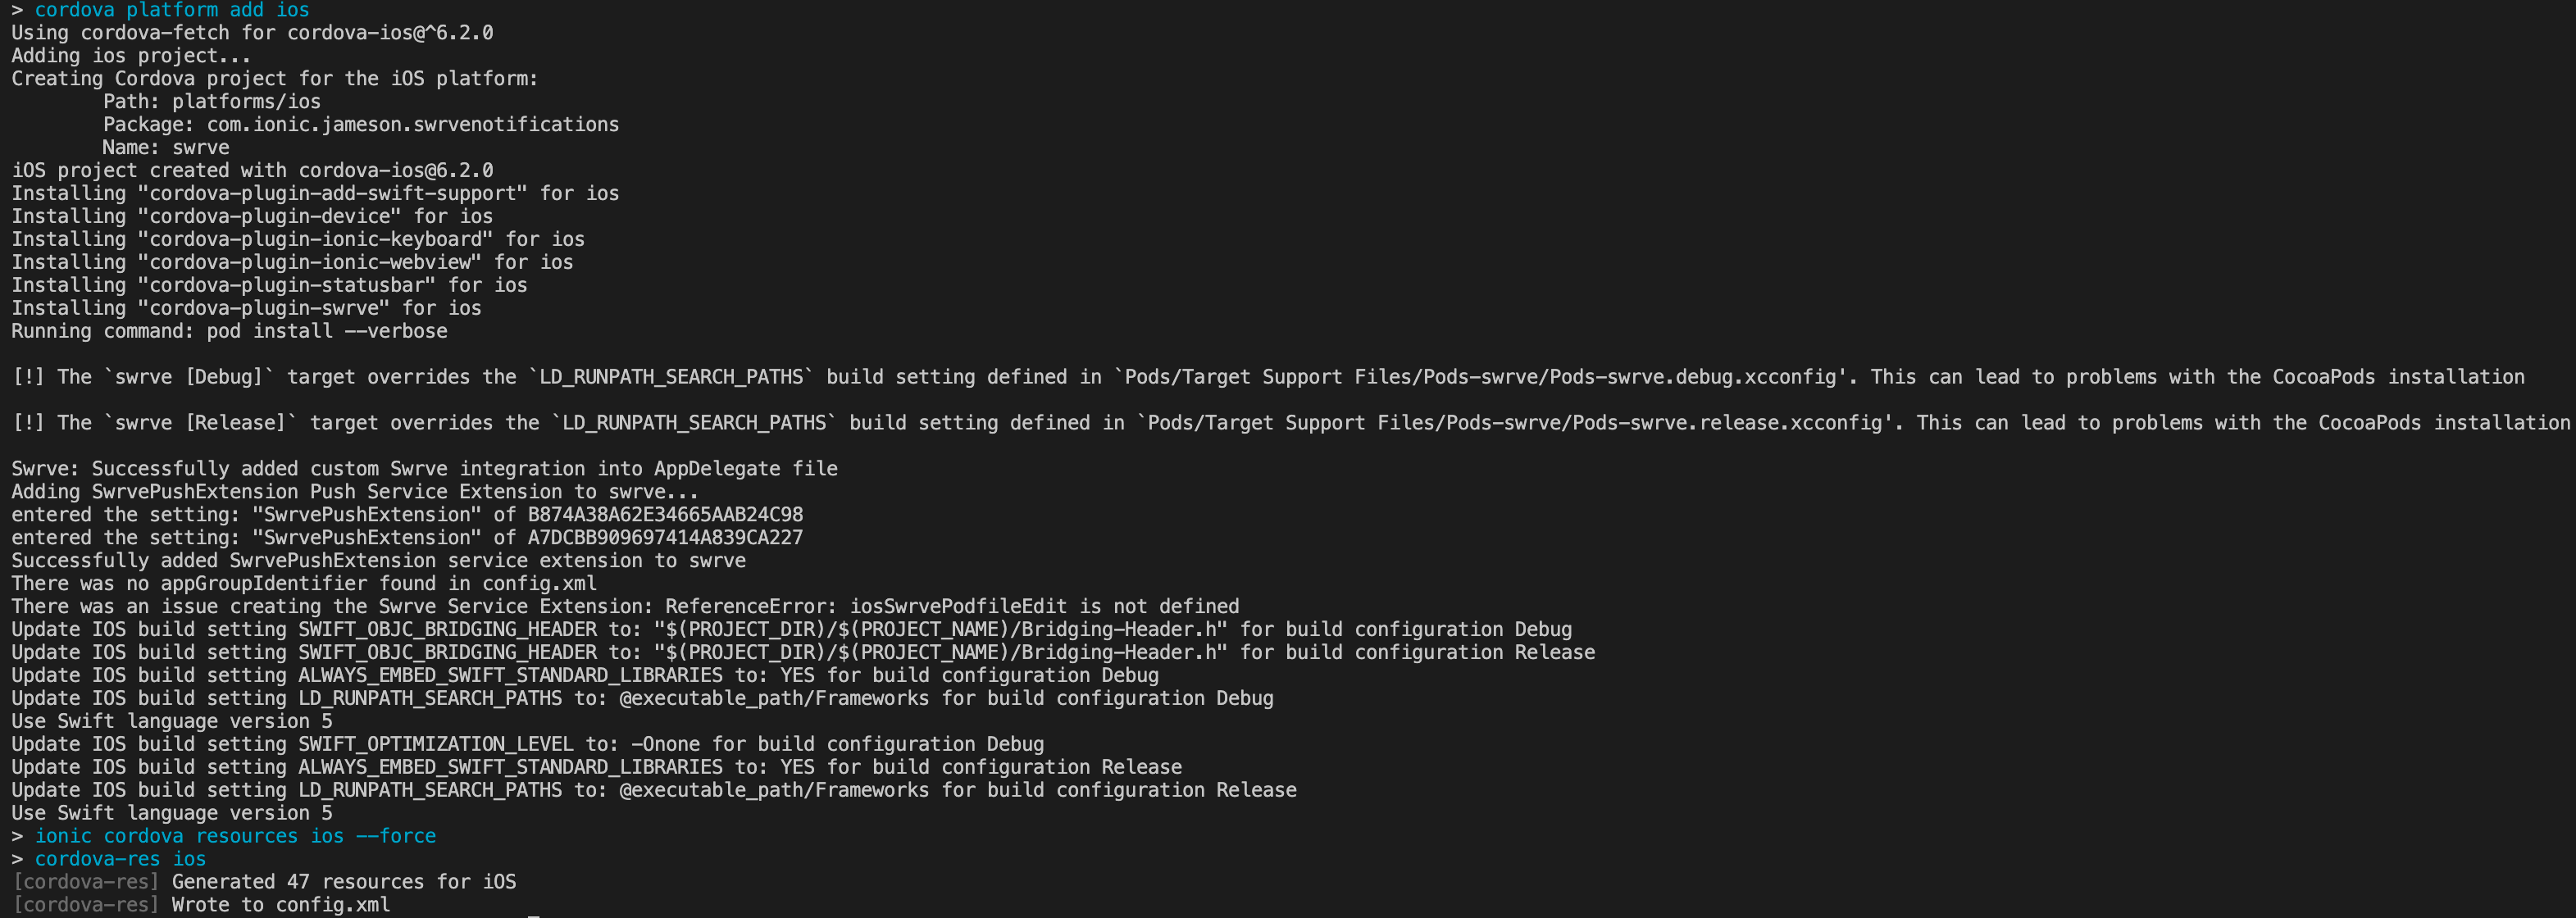 > cordova platform add ios
Using cordova-fetch for cordova-ios@^6.2.0
Adding ios project...
Creating Cordova project for the iOS platform:
Path: platforms/ios
Package: com.ionic.jameson.swrvenotifications
Name: swrve
iOS project created with cordova-ios@6.2.0
Installing "cordova-plugin-add-swift-support" for ios
Installing "cordova-plugin-device" for ios
Installing "cordova-plugin-ionic-keyboard" for ios
Installing "cordova-plugin-ionic-webview" for ios
Installing "cordova-plugin-statusbar" for ios
Installing "cordova-plugin-swrve" for ios
Running command: pod install --verbose
[!] The `swrve [Debug]` target overrides the `LD_RUNPATH_SEARCH_PATHS` build setting defined in `Pods/Target Support Files/Pods-swrve/Pods-swrve.debug.xcconfig'. This can lead to problems with the CocoaPods installation
[!] The `swrve [Release]` target overrides the `LD_RUNPATH_SEARCH_PATHS` build setting defined in `Pods/Target Support Files/Pods-swrve/Pods-swrve.release.xcconfig'. This can lead to problems with the CocoaPods installation
Swrve: Successfully added custom Swrve integration into AppDelegate file
Adding SwrvePushExtension Push Service Extension to swrve...
entered the setting: "SwrvePushExtension" of B874A38A62E34665AAB24C98
entered the setting: "SwrvePushExtension" of A7DCBB909697414A839CA227
Successfully added SwrvePushExtension service extension to swrve
There was no appGroupIdentifier found in config.xml
There was an issue creating the Swrve Service Extension: ReferenceError: iosSwrvePodfileEdit is not defined
Update IOS build setting SWIFT_OBJC_BRIDGING_HEADER to: "$(PROJECT_DIR)/$(PROJECT_NAME)/Bridging-Header.h" for build configuration Debug
Update IOS build setting SWIFT_OBJC_BRIDGING_HEADER to: "$(PROJECT_DIR)/$(PROJECT_NAME)/Bridging-Header.h" for build configuration Release
Update IOS build setting ALWAYS_EMBED_SWIFT_STANDARD_LIBRARIES to: YES for build configuration Debug
Update IOS build setting LD_RUNPATH_SEARCH_PATHS to: @executable_path/Frameworks for build configuration Debug
Use Swift language version 5
Update IOS build setting SWIFT_OPTIMIZATION_LEVEL to: -Onone for build configuration Debug
Update IOS build setting ALWAYS_EMBED_SWIFT_STANDARD_LIBRARIES to: YES for build configuration Release
Update IOS build setting LD_RUNPATH_SEARCH_PATHS to: @executable_path/Frameworks for build configuration Release
Use Swift language version 5
> ionic cordova resources ios --force
> cordova-res ios
[cordova-res] Generated 47 resources for iOS
[cordova-res] Wrote to config.xml